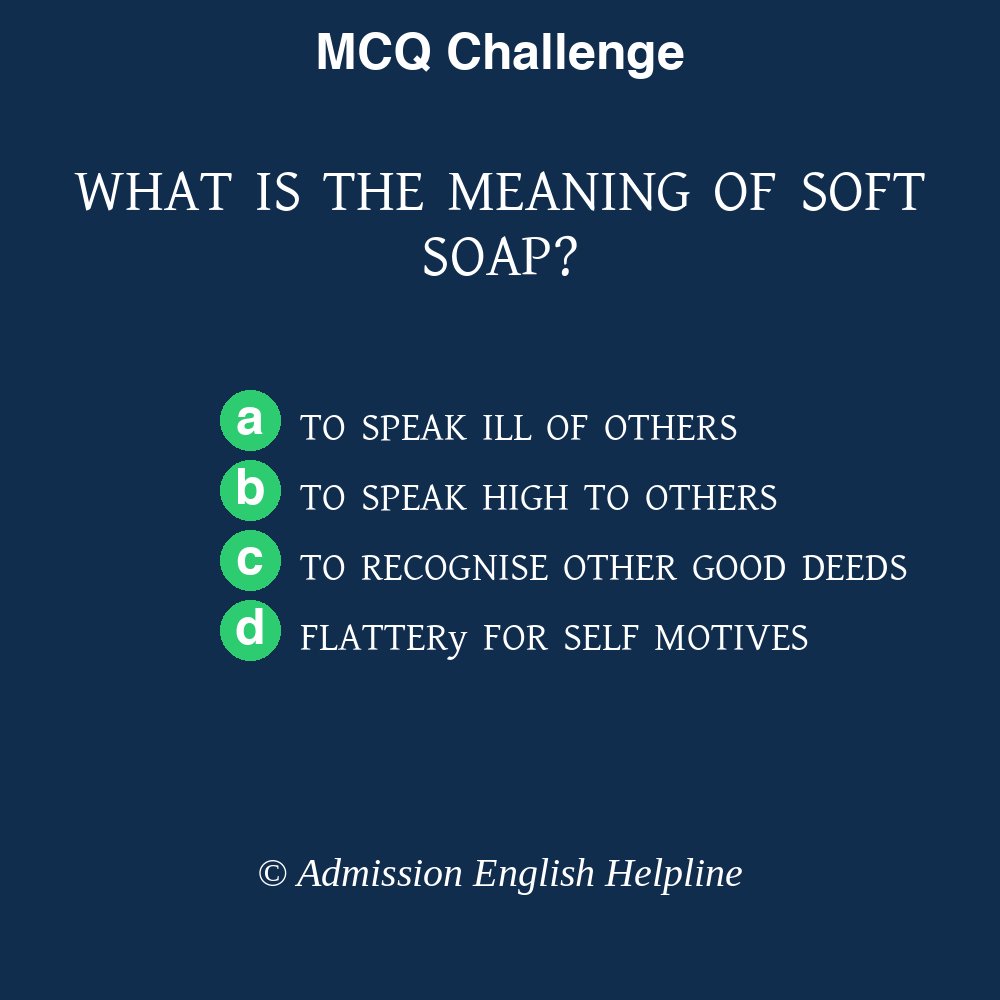 MCQ Challenge
WHAT IS THE MEANING OF SOFT
SOAP?
a TO SPEAK ILL OF OTHERS
b TO SPEAK HIGH TO OTHERS
c TO RECOGNISE OTHER GOOD DEEDS
d FLATTERy FOR SELF MOTIVES
© Admission English Helpline